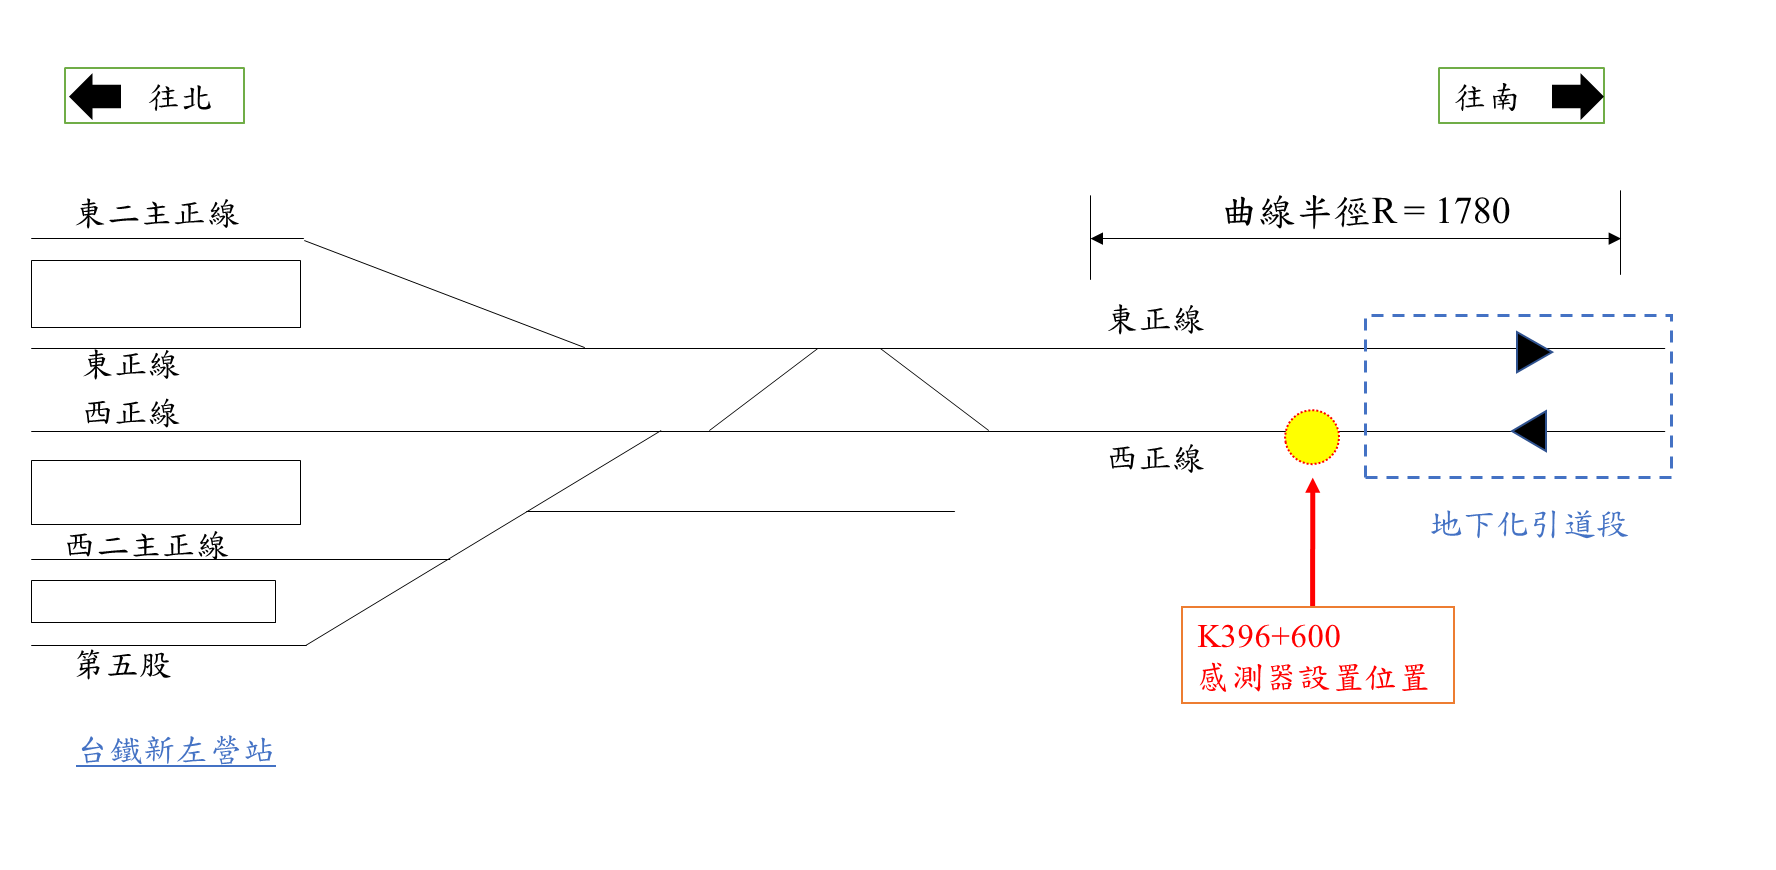 往北
往南
東二主正線
曲線半徑R = 1780
東正線
東正線
西正線
西正線
西二主正線
地下化引道段
K396+600
感測器設置位置
第五股
台鐵新左營站